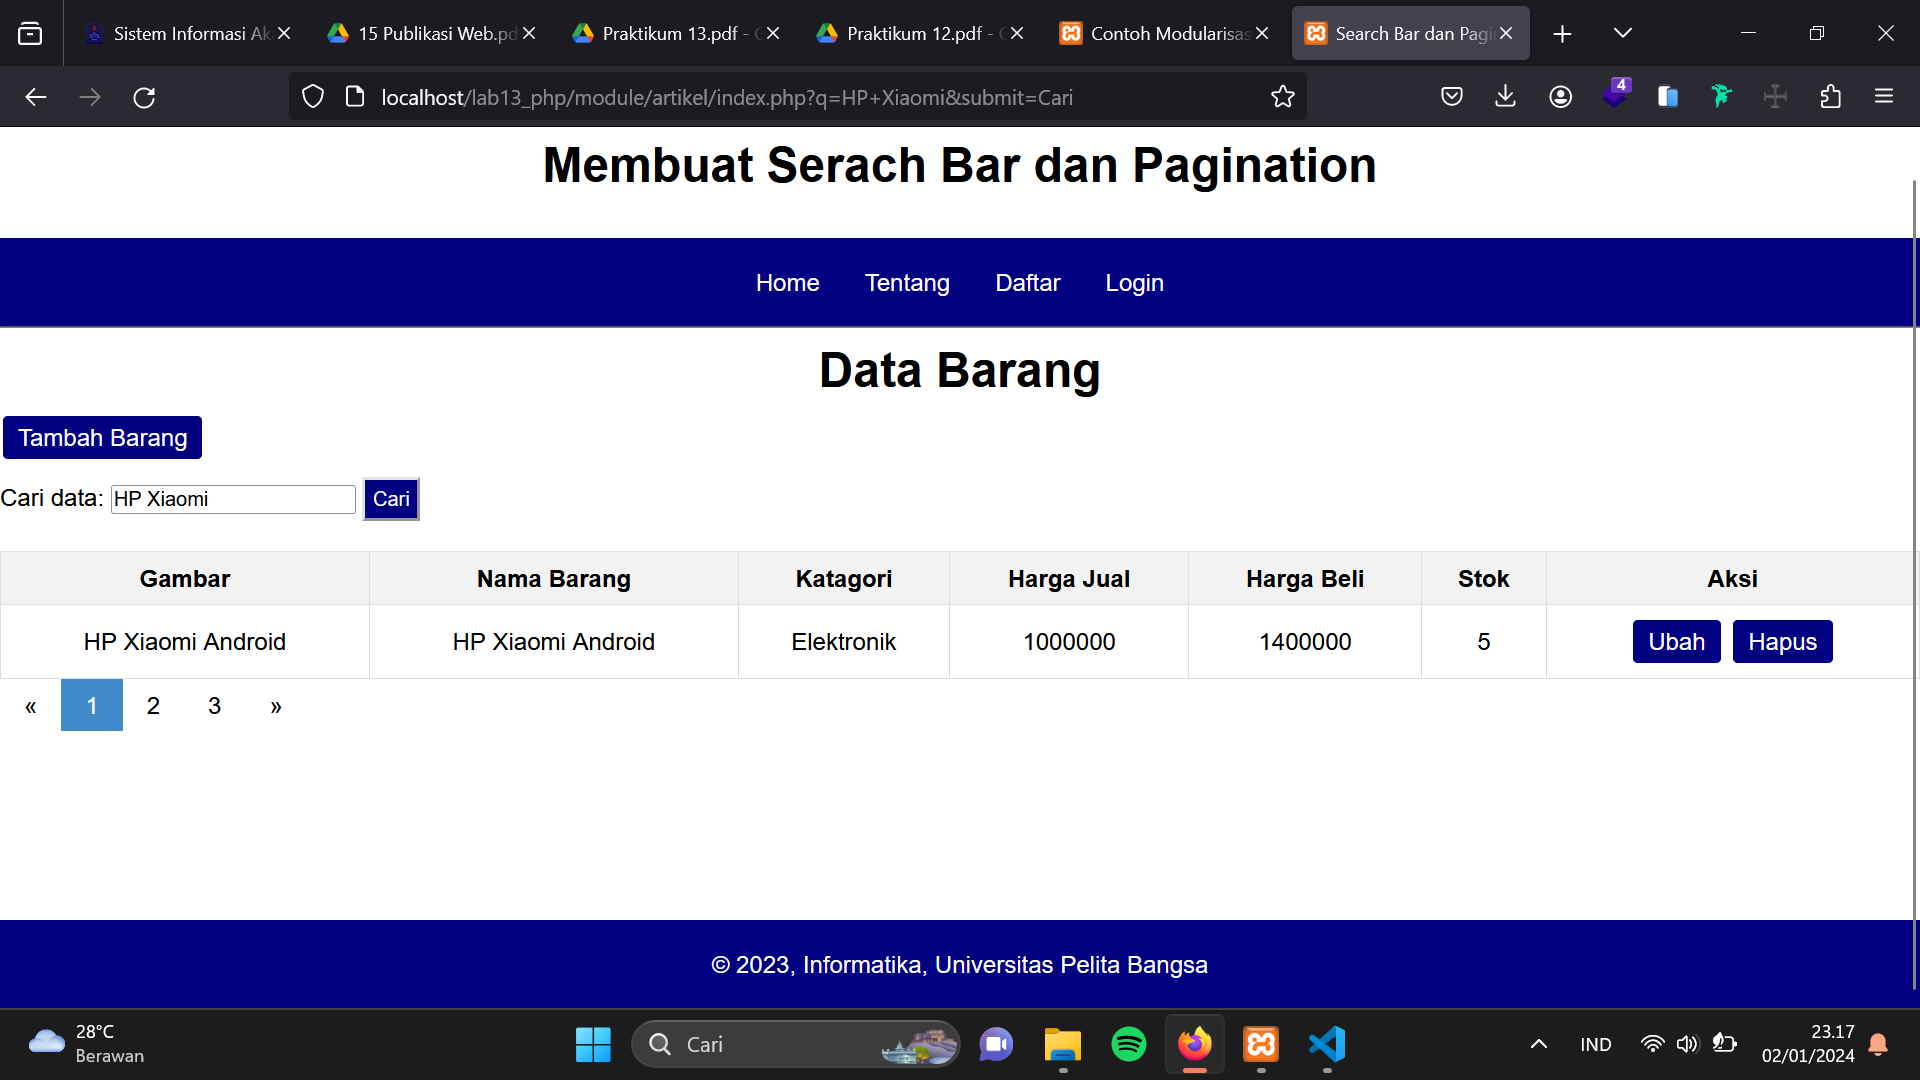 Sistem Informasi Ak
15 Publikasi Web.pd
Praktikum 13.pdf -
Praktikum 12.pdf -
Contoh Modularisas
Search Bar dan Pagi
localhost/lab13_php/module/artikel/index.php?q=HP+Xiaomi&submit=Cari
4
Membuat Serach Bar dan Pagination
Home Tentang Daftar Login
Data Barang
Tambah Barang
Cari data: HP Xiaomi Cari
Gambar Nama Barang Katagori Harga Jual Harga Beli Stok Aksi
HP Xiaomi Android HP Xiaomi Android Elektronik 1000000 1400000 5 Ubah Hapus
« 1 2 3 »
© 2023, Informatika, Universitas Pelita Bangsa
28°C
Berawan
Cari
IND
23.17
02/01/2024